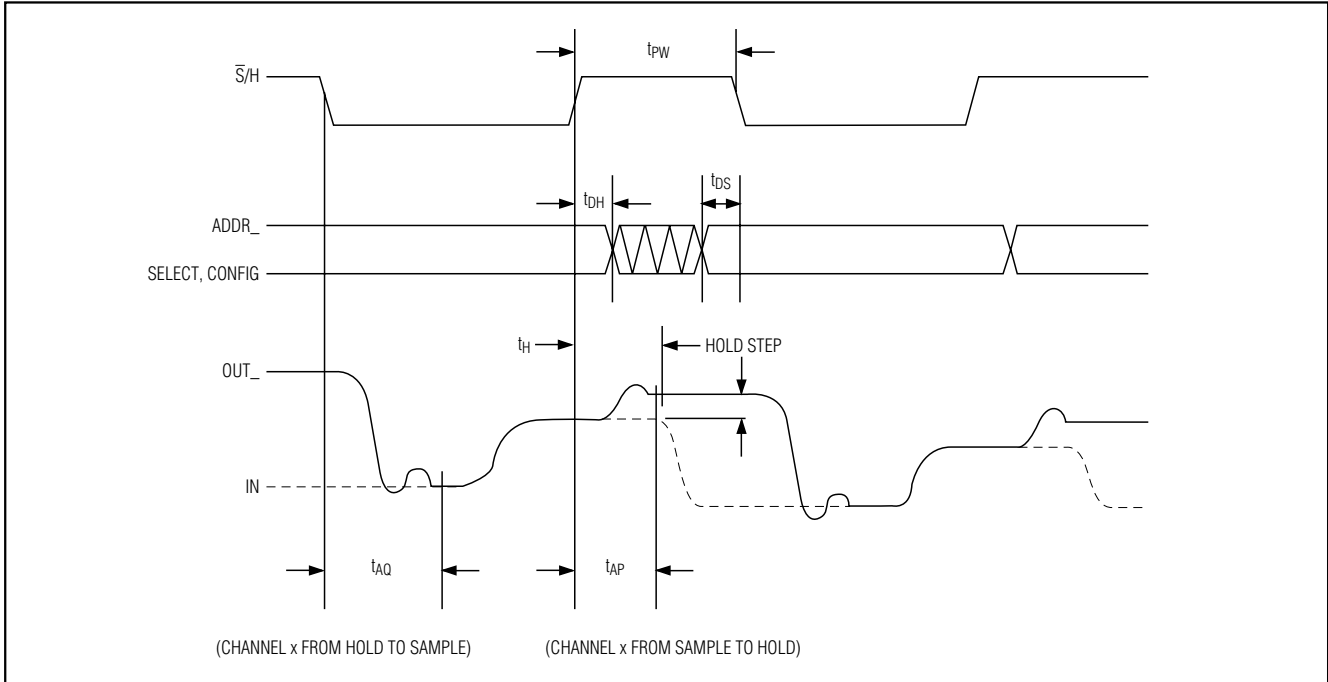 tPW
S̅/H
tDS
tDH
ADDR_
SELECT, CONFIG
tH
HOLD STEP
OUT_
IN
tAQ
tAP
(CHANNEL x FROM HOLD TO SAMPLE)
(CHANNEL x FROM SAMPLE TO HOLD)